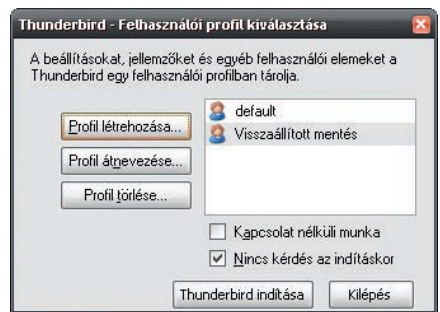 Thunderbird - Felhasználói profil kiválasztása
A beállításokat, jellemzőket és egyéb felhasználói elemeket a
Thunderbird egy felhasználói profilban tárolja.
Profil létrehozása...
Profil átnevezése...
Profil törlése...
default
Visszaállított mentés
Kapcsolat nélküli munka
Nincs kérdés az indításkor
Thunderbird indítása
Kilépés